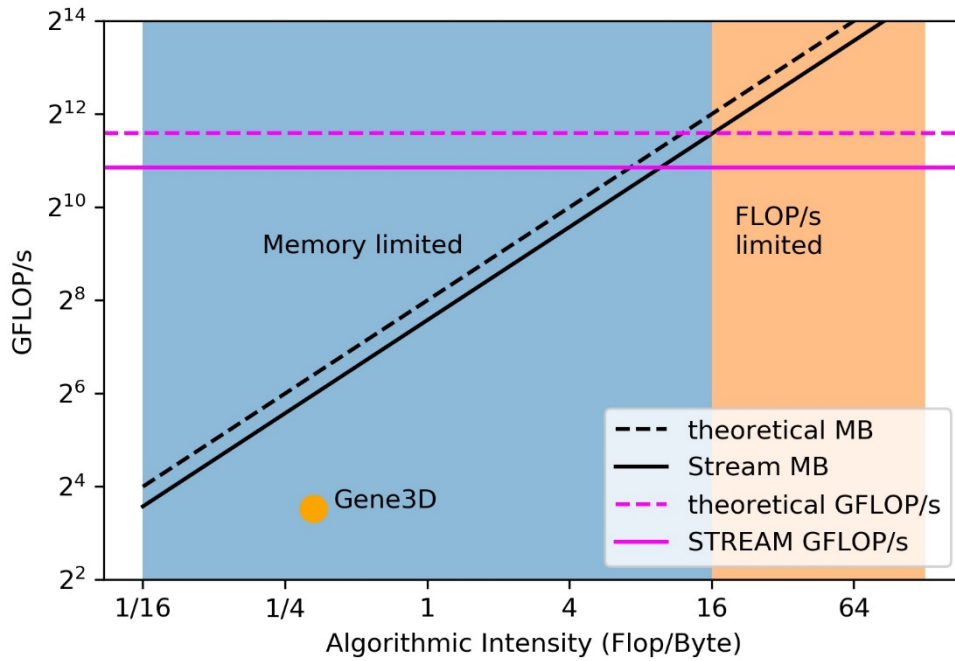 2^14
2^12
2^10
2^8
2^6
2^4
2^2
GFLOP/s
Memory limited
FLOP/s
limited
Gene3D
theoretical MB
Stream MB
theoretical GFLOP/s
STREAM GFLOP/s
1/16 1/4 1 4 16 64
Algorithmic Intensity (Flop/Byte)